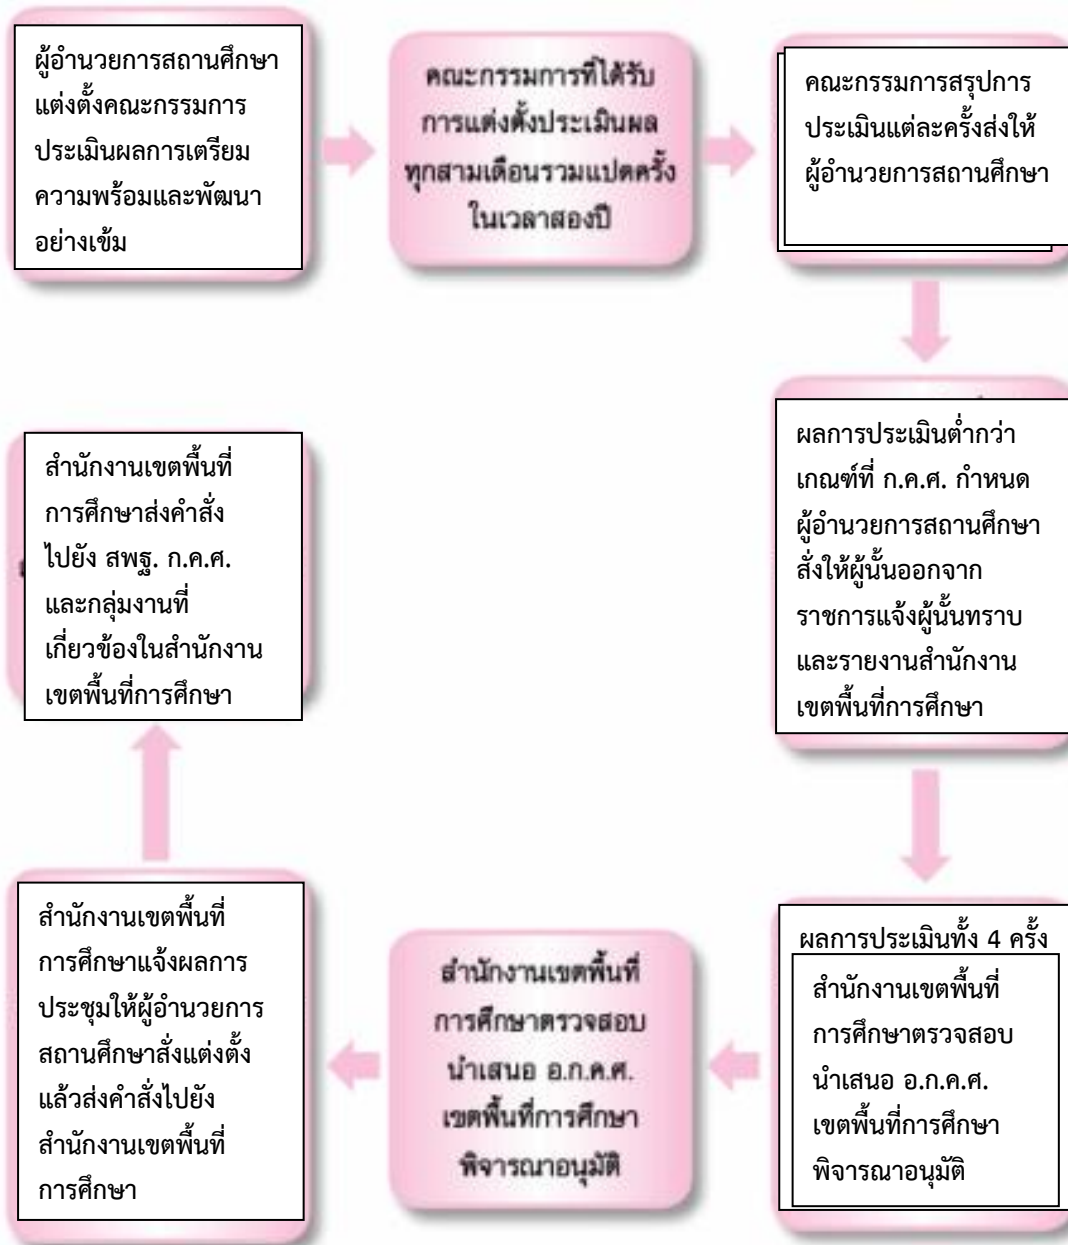 ผู้อำนวยการสถานศึกษา
แต่งตั้งคณะกรรมการ
ประเมินผลการเตรียม
ความพร้อมและพัฒนา
อย่างเข้ม
คณะกรรมการที่ได้รับ
การแต่งตั้งประเมินผล
ทุกสามเดือนรวมแปดครั้ง
ในเวลาสองปี
คณะกรรมการสรุปการ
ประเมินแต่ละครั้งส่งให้
ผู้อำนวยการสถานศึกษา
ผลการประเมินต่ำกว่า
เกณฑ์ที่ ก.ค.ศ. กำหนด
ผู้อำนวยการสถานศึกษา
สั่งให้ผู้นั้นออกจาก
ราชการแจ้งผู้นั้นทราบ
และรายงานสำนักงาน
เขตพื้นที่การศึกษา
ผลการประเมินทั้ง 4 ครั้ง
สำนักงานเขตพื้นที่
การศึกษาตรวจสอบ
นำเสนอ อ.ก.ค.ศ.
เขตพื้นที่การศึกษา
พิจารณาอนุมัติ
สำนักงานเขตพื้นที่
การศึกษาตรวจสอบ
นำเสนอ อ.ก.ค.ศ.
เขตพื้นที่การศึกษา
พิจารณาอนุมัติ
สำนักงานเขตพื้นที่
การศึกษาแจ้งผลการ
ประชุมให้ผู้อำนวยการ
สถานศึกษาสั่งแต่งตั้ง
แล้วส่งคำสั่งไปยัง
สำนักงานเขตพื้นที่
การศึกษา
สำนักงานเขตพื้นที่
การศึกษาส่งคำสั่ง
ไปยัง สพฐ. ก.ค.ศ.
และกลุ่มงานที่
เกี่ยวข้องในสำนักงาน
เขตพื้นที่การศึกษา